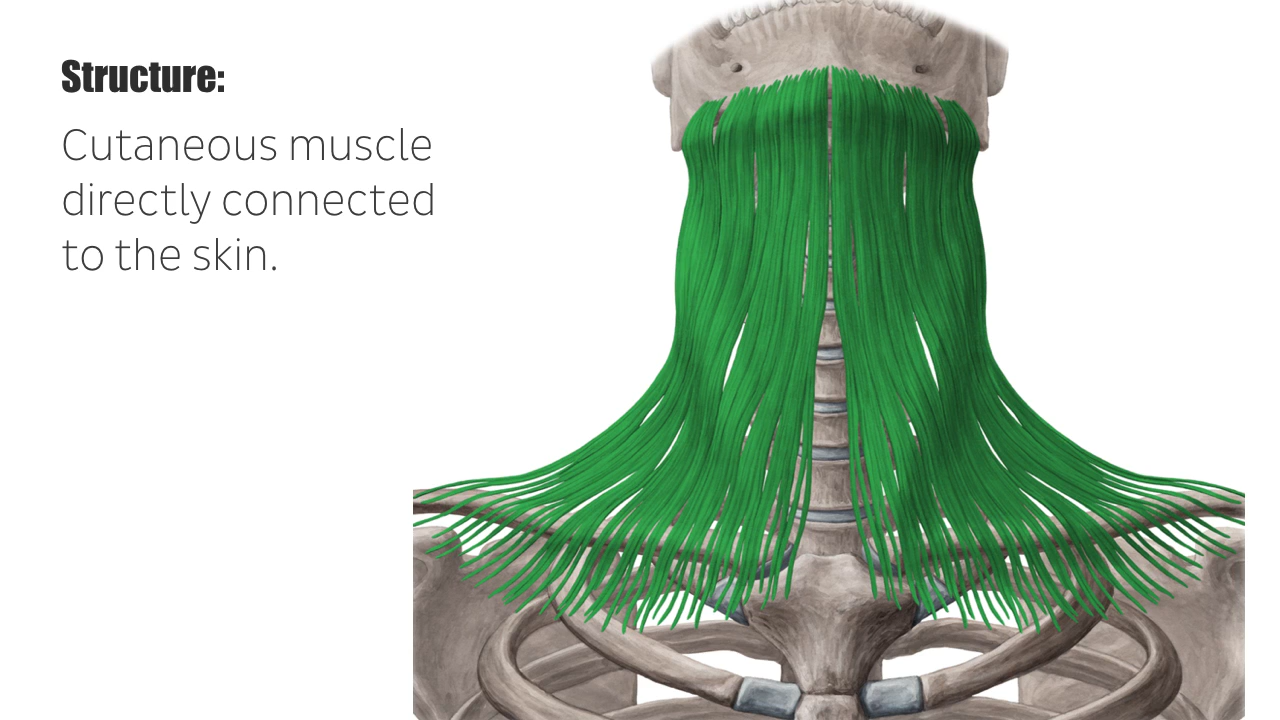 Structure:
Cutaneous muscle
directly connected
to the skin.